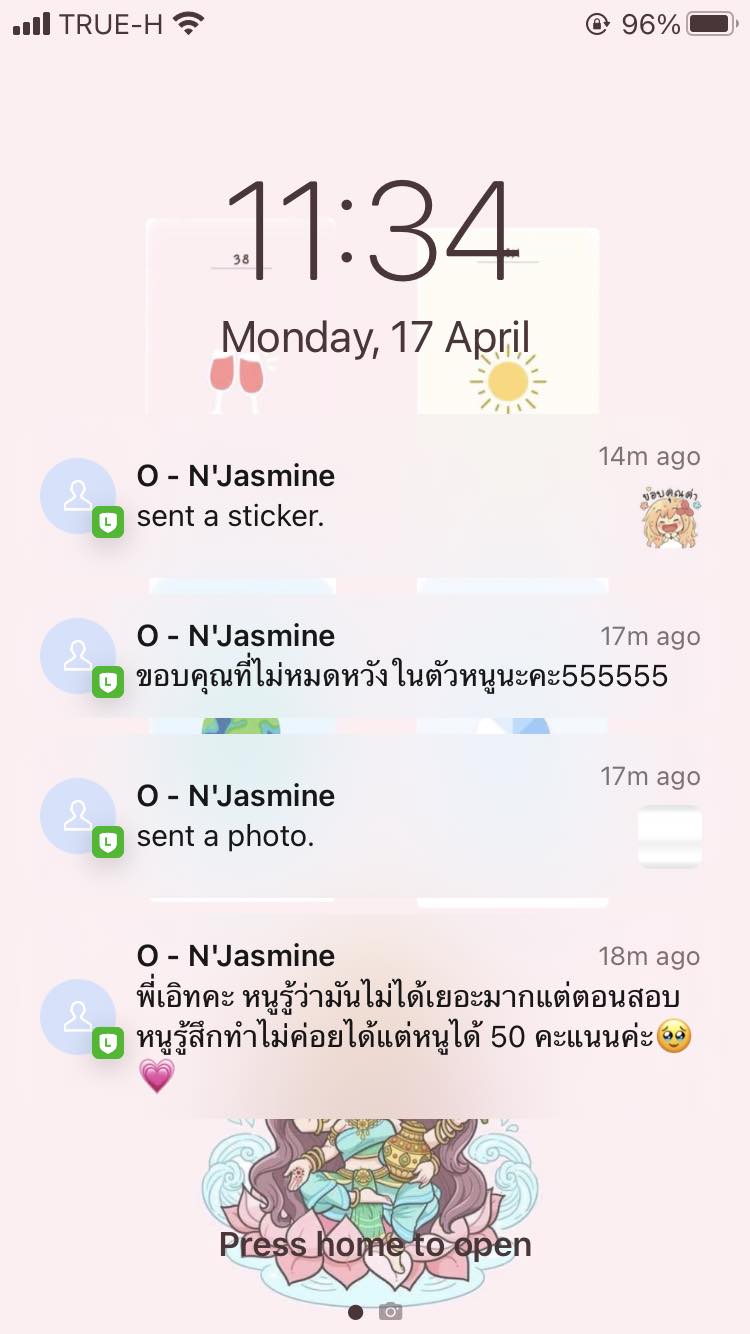 TRUE-H
96%
38
11:34
Monday, 17 April
O - N'Jasmine
14m ago
sent a sticker.
ขอบคุณค่า
O - N'Jasmine
17m ago
ขอบคุณที่ไม่หมดหวังในตัวหนูนะคะ555555
O - N'Jasmine
17m ago
sent a photo.
O - N'Jasmine
18m ago
พี่เอิทคะ หนูรู้ว่ามันไม่ได้เยอะมากแต่ตอนสอบ
หนูรู้สึกทำไม่ค่อยได้แต่หนูได้ 50 คะแนนค่ะ🥹
💗
Press home to open